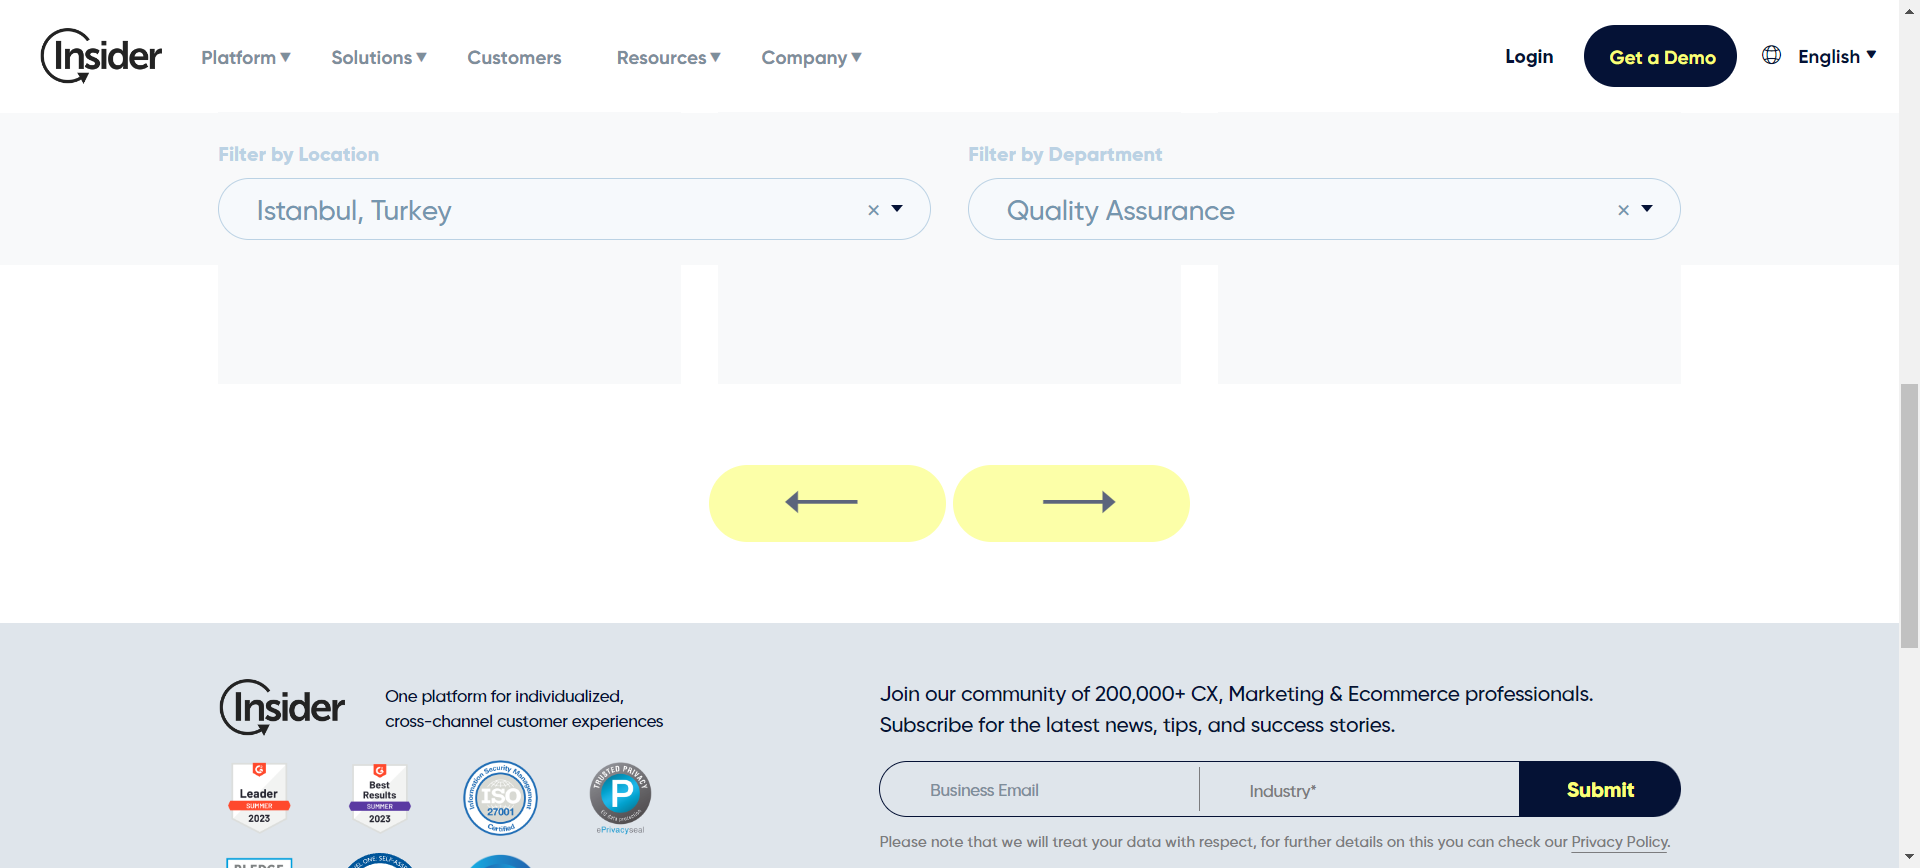 Insider
Platform ▼ Solutions ▼ Customers Resources ▼ Company ▼ Login Get a Demo English ▼
Filter by Location
Istanbul, Turkey × ▼
Filter by Department
Quality Assurance × ▼
Insider
One platform for individualized,
cross-channel customer experiences
Join our community of 200,000+ CX, Marketing & Ecommerce professionals.
Subscribe for the latest news, tips, and success stories.
Leader
SUMMER
2023
Best
Results
SUMMER
2023
Information Security Management
ISO
27001
Certified
TRUSTED PRIVACY
P
ePrivacyseal
Business Email Industry* Submit
Please note that we will treat your data with respect, for further details on this you can check our Privacy Policy.